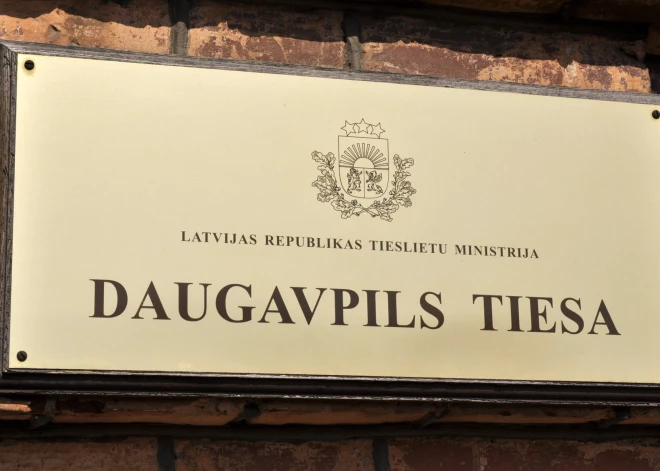 LATVIJAS REPUBLIKAS TIESLIETU MINISTRIJA
DAUGAVPILS TIESA